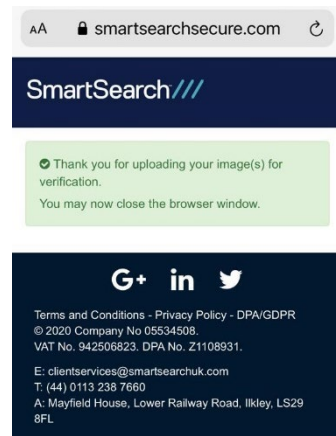 AA smartsearchsecure.com
SmartSearch///
Thank you for uploading your image(s) for
verification.
You may now close the browser window.
G+ in
Terms and Conditions - Privacy Policy - DPA/GDPR
© 2020 Company No 05534508.
VAT No. 942506823. DPA No. Z1108931.
E: clientservices@smartsearchuk.com
T: (44) 0113 238 7660
A: Mayfield House, Lower Railway Road, Ilkley, LS29
8FL